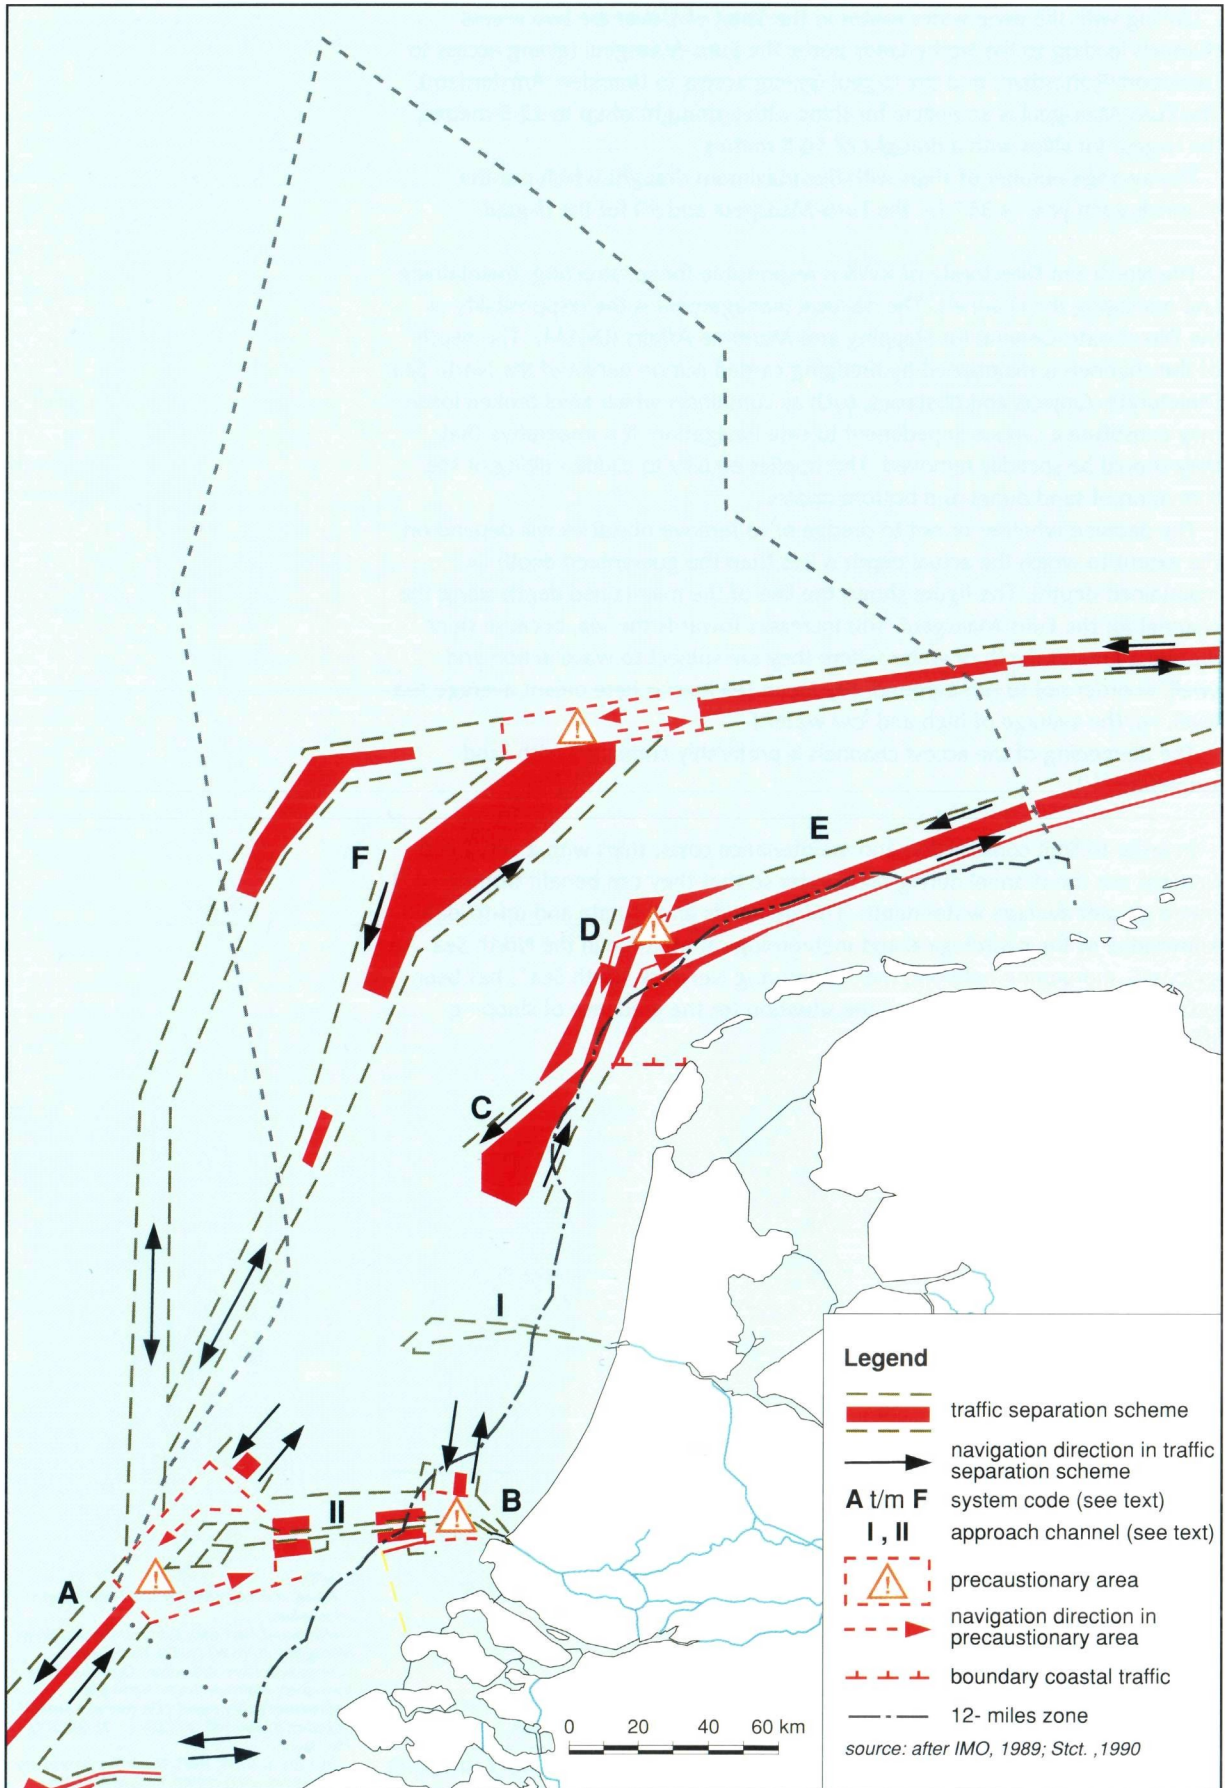 F
E
D
C
I
II
B
A
0 20 40 60 km
Legend
traffic separation scheme
navigation direction in traffic
separation scheme
A t/m F system code (see text)
I , II approach channel (see text)
! precaustionary area
navigation direction in
precaustionary area
boundary coastal traffic
12- miles zone
source: after IMO, 1989; Stct. ,1990